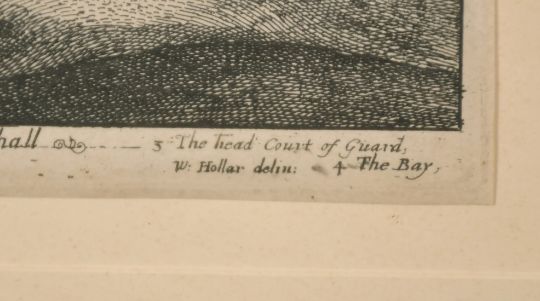 hall 3 The head Court of Guard,
W: Hollar delin: 4 The Bay,